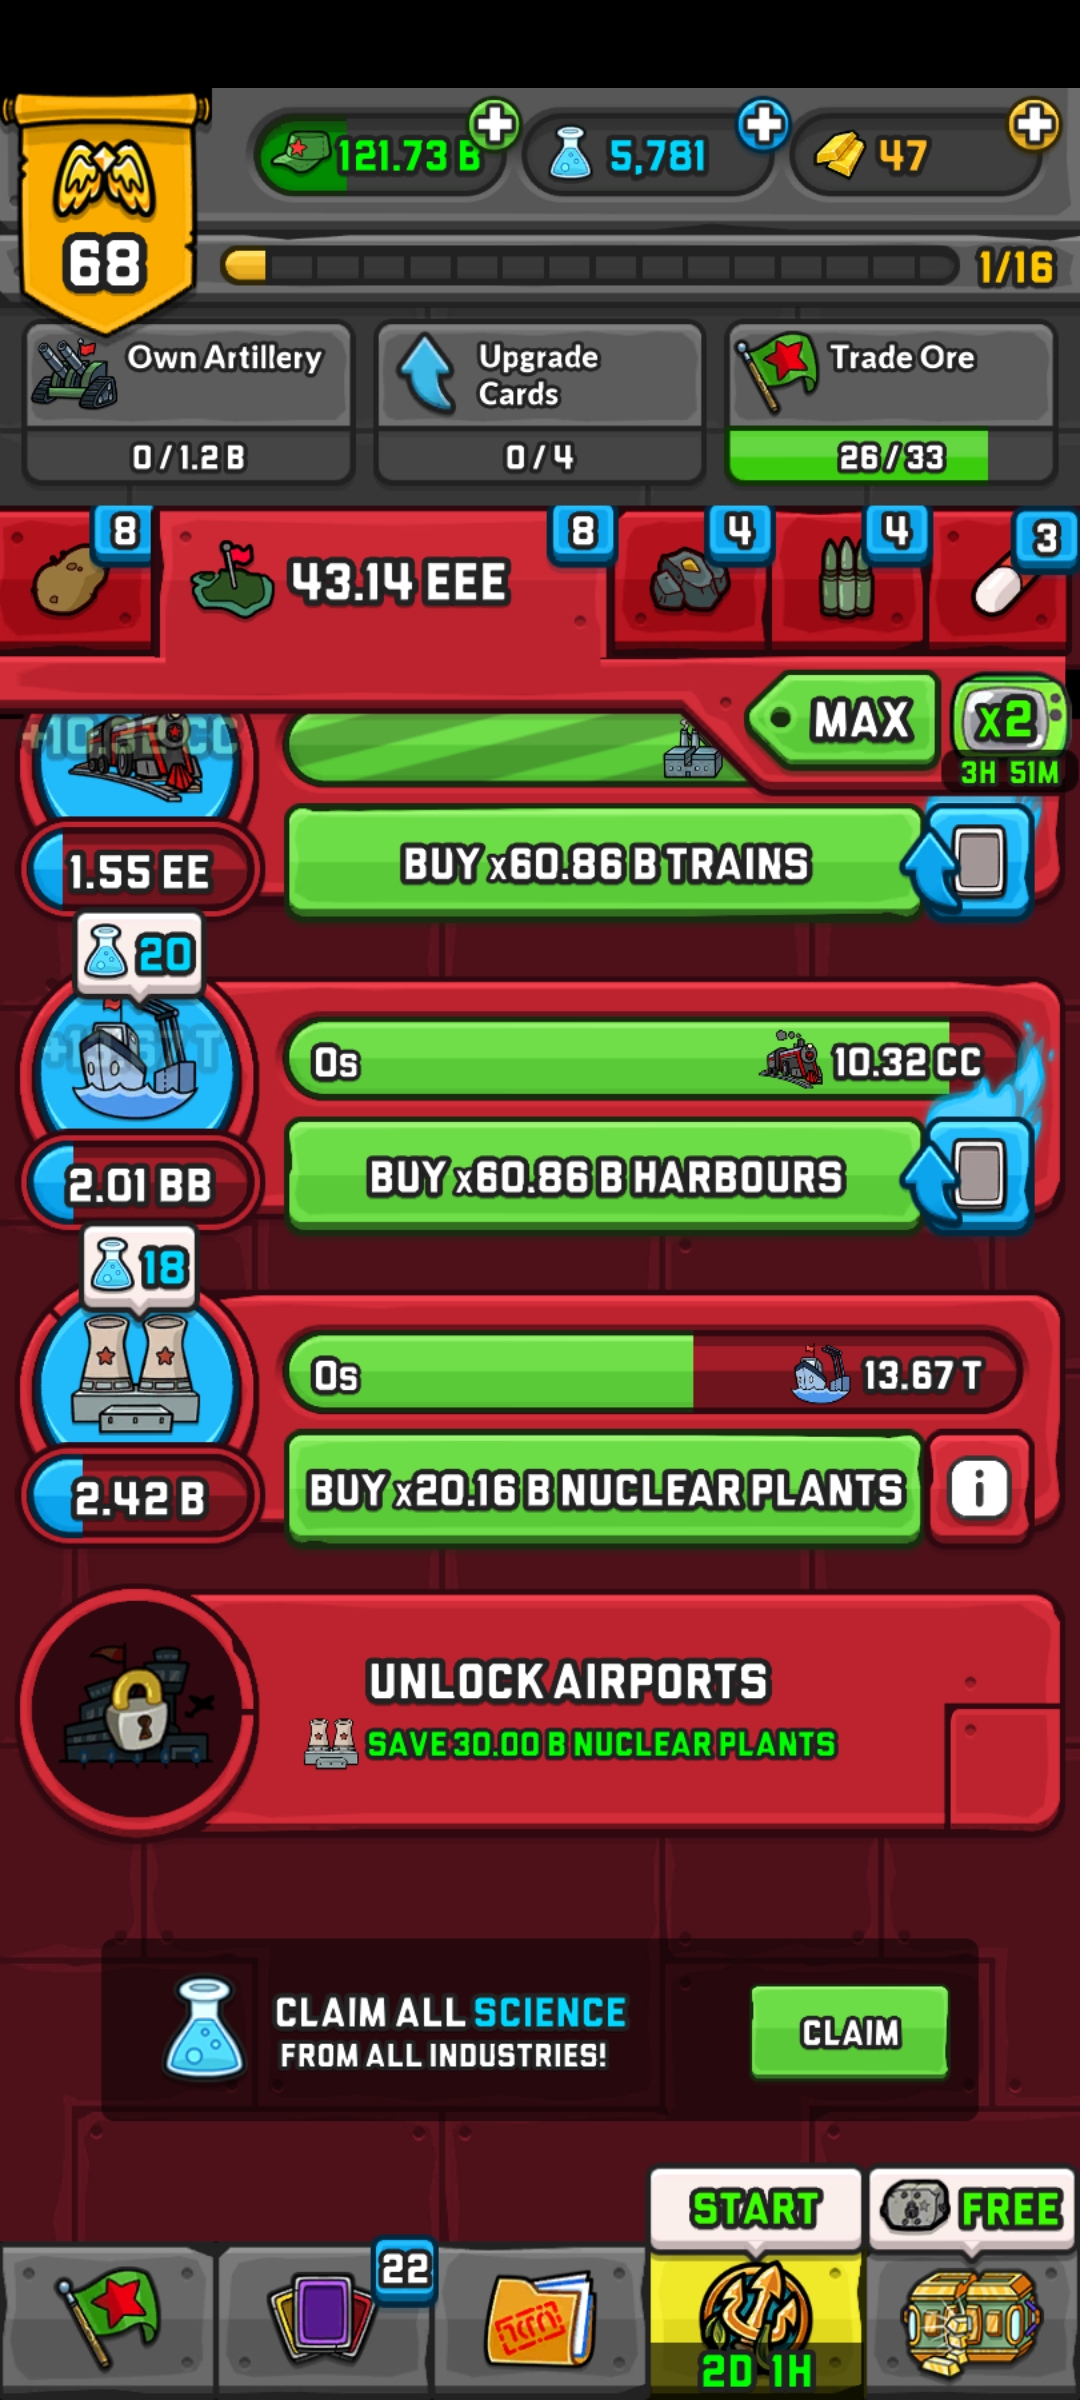 68
121.73 B
5,781
47
1/16
Own Artillery
0/1.2 B
Upgrade
Cards
0/4
Trade Ore
26/33
8
43.14 EEE
8
4
4
3
MAX
x2
3H 51M
1.55 EE
BUY x60.86 B TRAINS
20
0s
10.32 CC
2.01 BB
BUY x60.86 B HARBOURS
18
0s
13.67 T
2.42 B
BUY x20.16 B NUCLEAR PLANTS
i
UNLOCK AIRPORTS
SAVE 30.00 B NUCLEAR PLANTS
CLAIM ALL SCIENCE
FROM ALL INDUSTRIES!
CLAIM
START
FREE
22
2D 1H